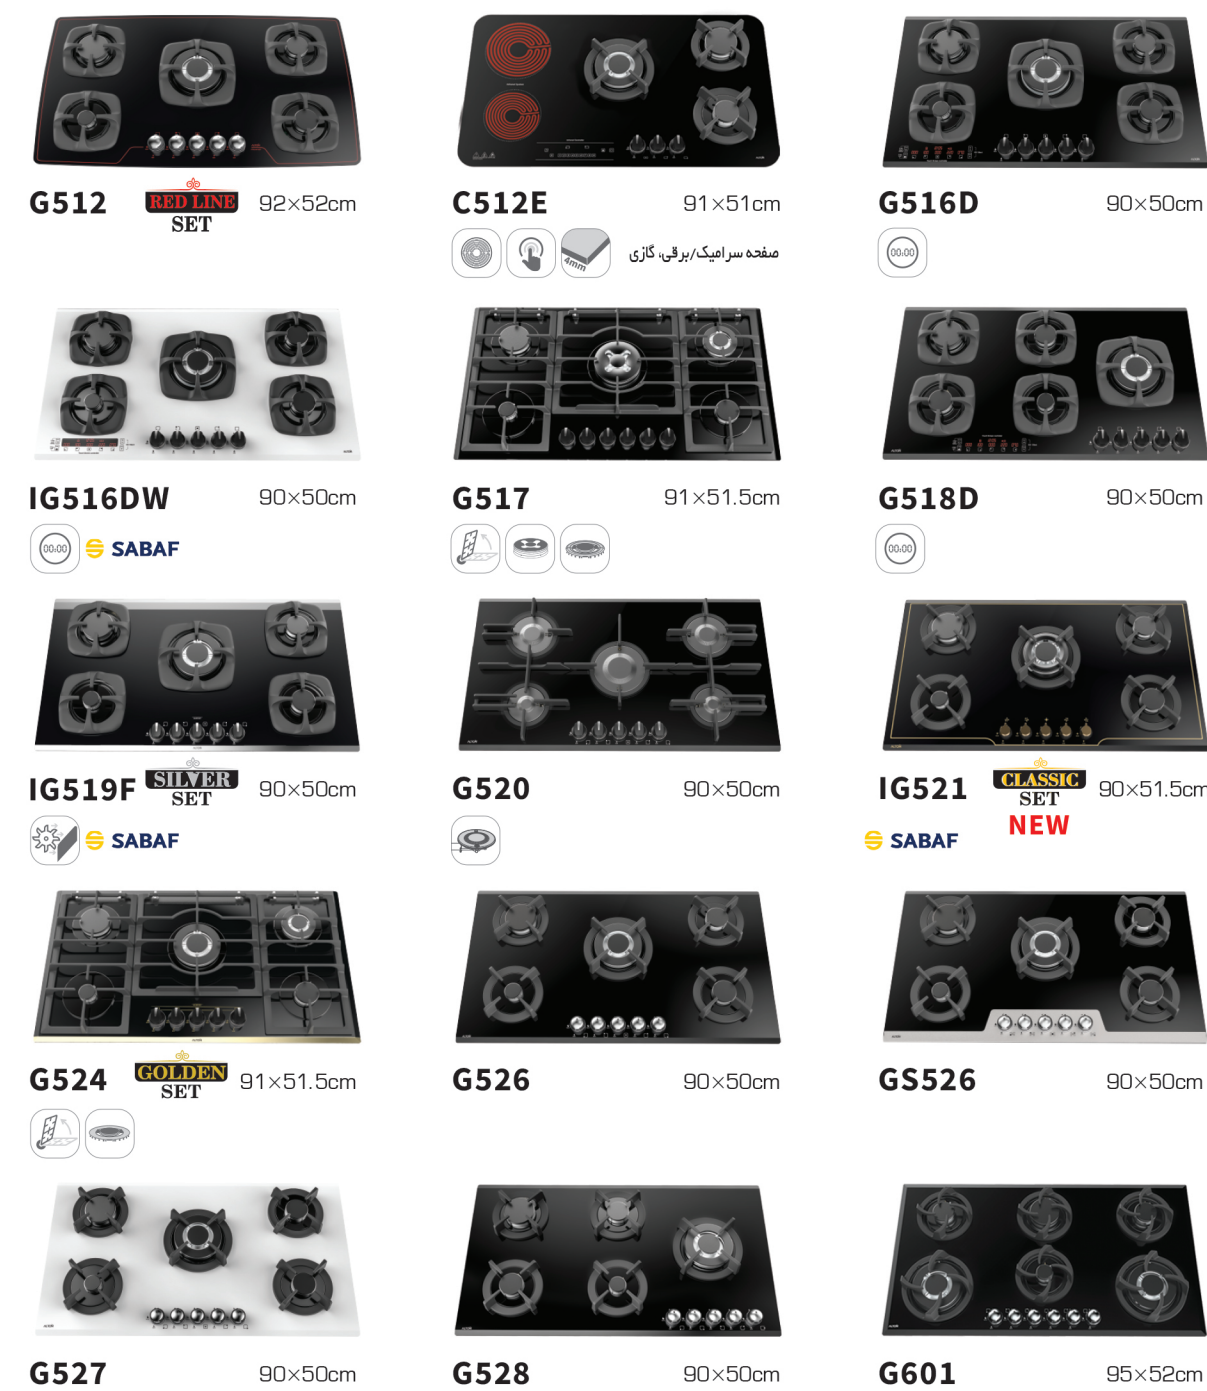 G512 RED LINE SET 92×52cm
C512E 91×51cm
4mm صفحه سرامیک/برقی، گازی
G516D 90×50cm
00:00
IG516DW 90×50cm
00:00 SABAF
G517 91×51.5cm
G518D 90×50cm
00:00
IG519F SILVER SET 90×50cm
SABAF
G520 90×50cm
IG521 CLASSIC SET 90×51.5cm
NEW
SABAF
G524 GOLDEN SET 91×51.5cm
G526 90×50cm
GS526 90×50cm
G527 90×50cm
G528 90×50cm
G601 95×52cm